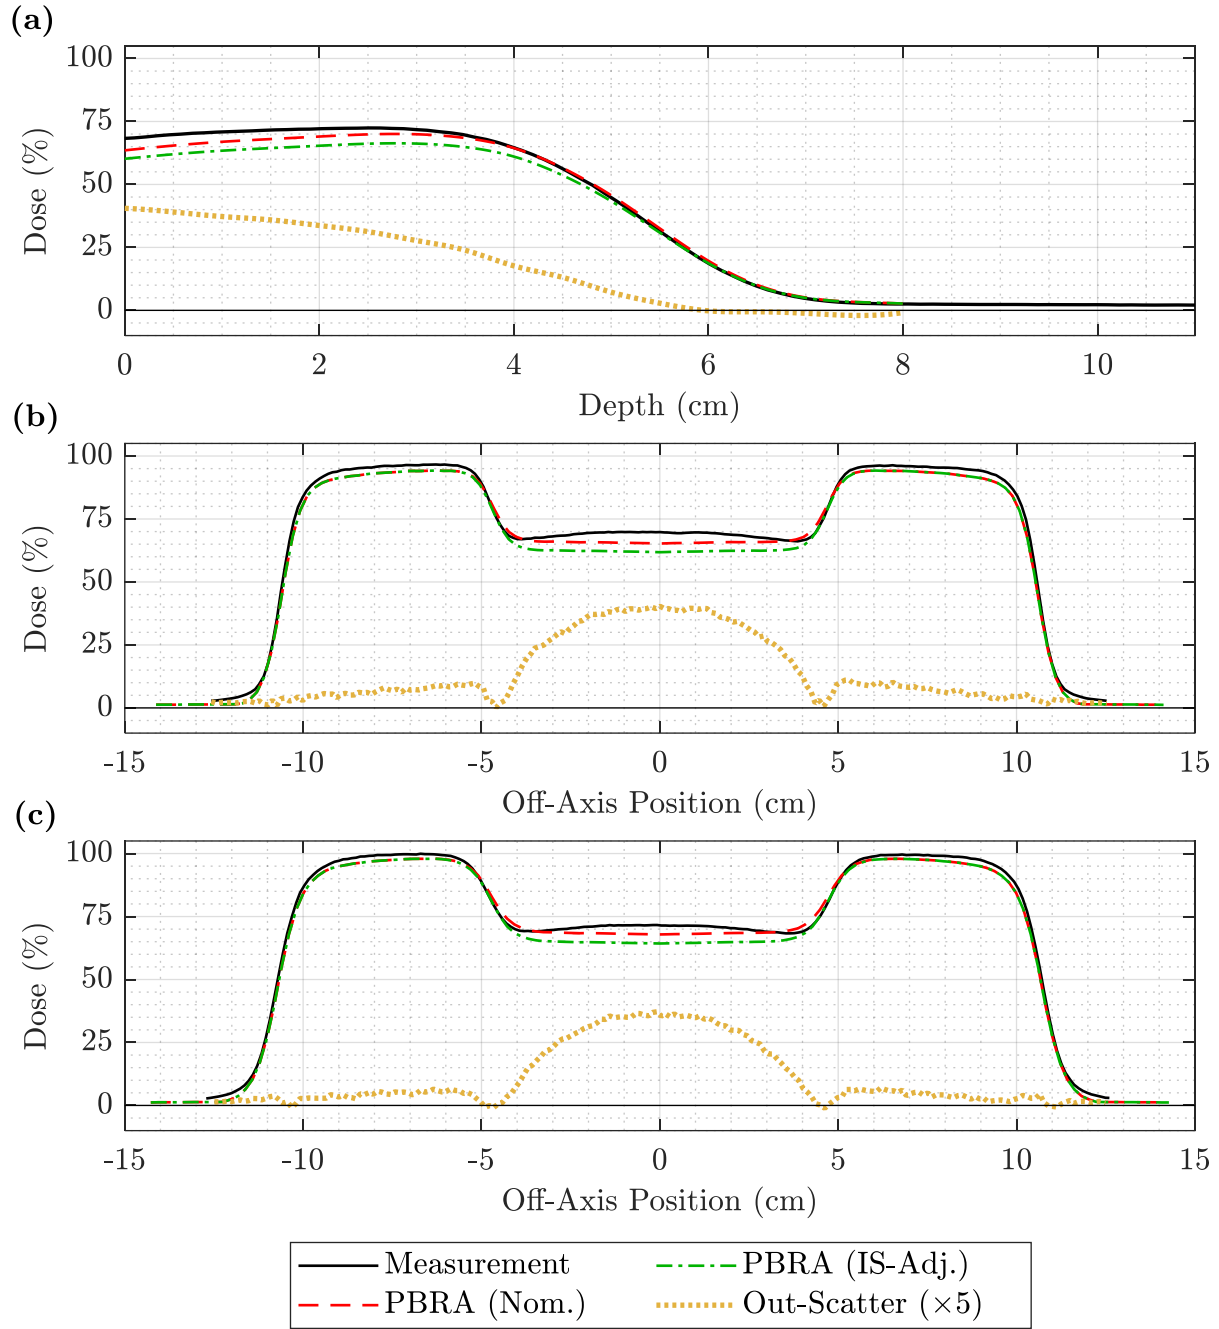 (a)
100
75
50
25
0
Dose (%)
0 2 4 6 8 10
Depth (cm)
(b)
100
75
50
25
0
Dose (%)
-15 -10 -5 0 5 10 15
Off-Axis Position (cm)
(c)
100
75
50
25
0
Dose (%)
-15 -10 -5 0 5 10 15
Off-Axis Position (cm)
Measurement PBRA (IS-Adj.)
PBRA (Nom.) Out-Scatter (×5)